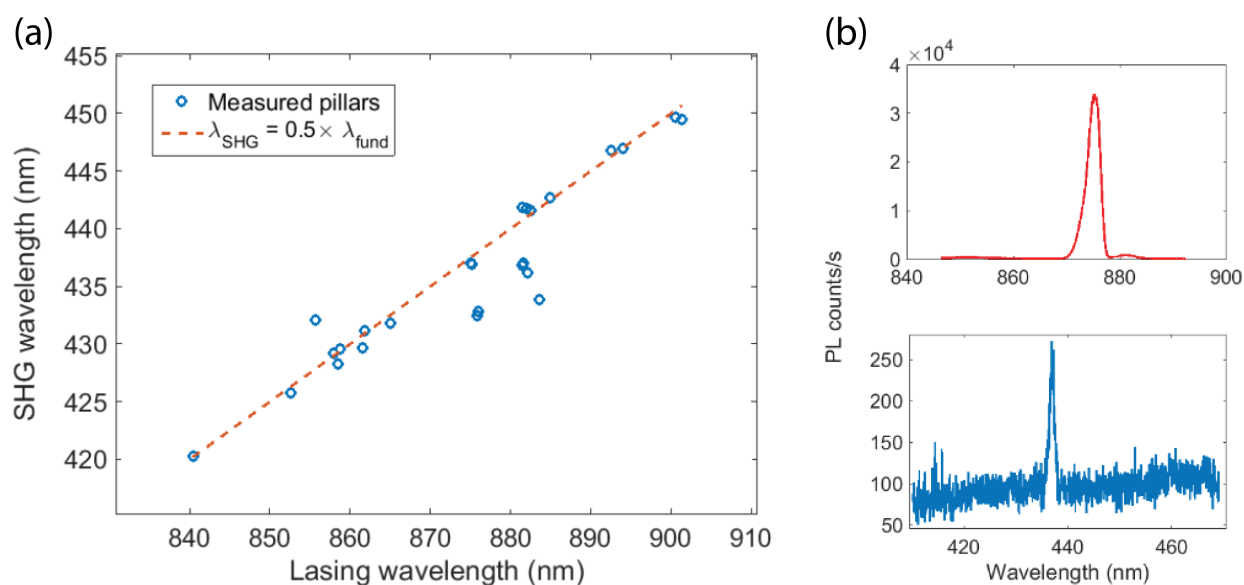 (a)
455
450
445
440
435
430
425
420
SHG wavelength (nm)
Measured pillars
λSHG = 0.5× λfund
840 850 860 870 880 890 900 910
Lasing wavelength (nm)
(b)
× 10^4
4
3
2
1
0
840 860 880 900
PL counts/s
250
200
150
100
50
420 440 460
Wavelength (nm)